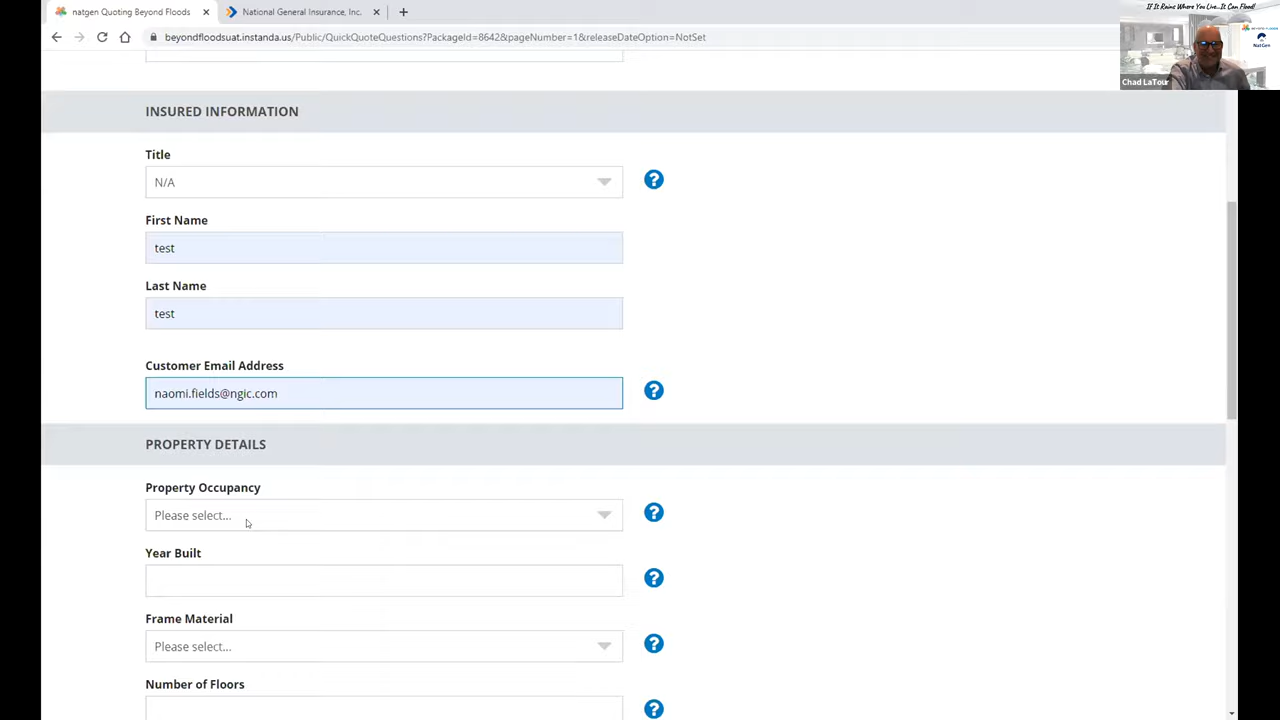 natgen Quoting Beyond Floods
National General Insurance, Inc.
If It Rains Where You Live...It Can Flood!
beyondfloodsuat.instanda.us/Public/QuickQuoteQuestions?PackageId=8642&pageNumber=1&releaseDateOption=NotSet
NatGen
Chad LaTour
INSURED INFORMATION
Title
N/A
First Name
test
Last Name
test
Customer Email Address
naomi.fields@ngic.com
PROPERTY DETAILS
Property Occupancy
Please select...
Year Built
Frame Material
Please select...
Number of Floors